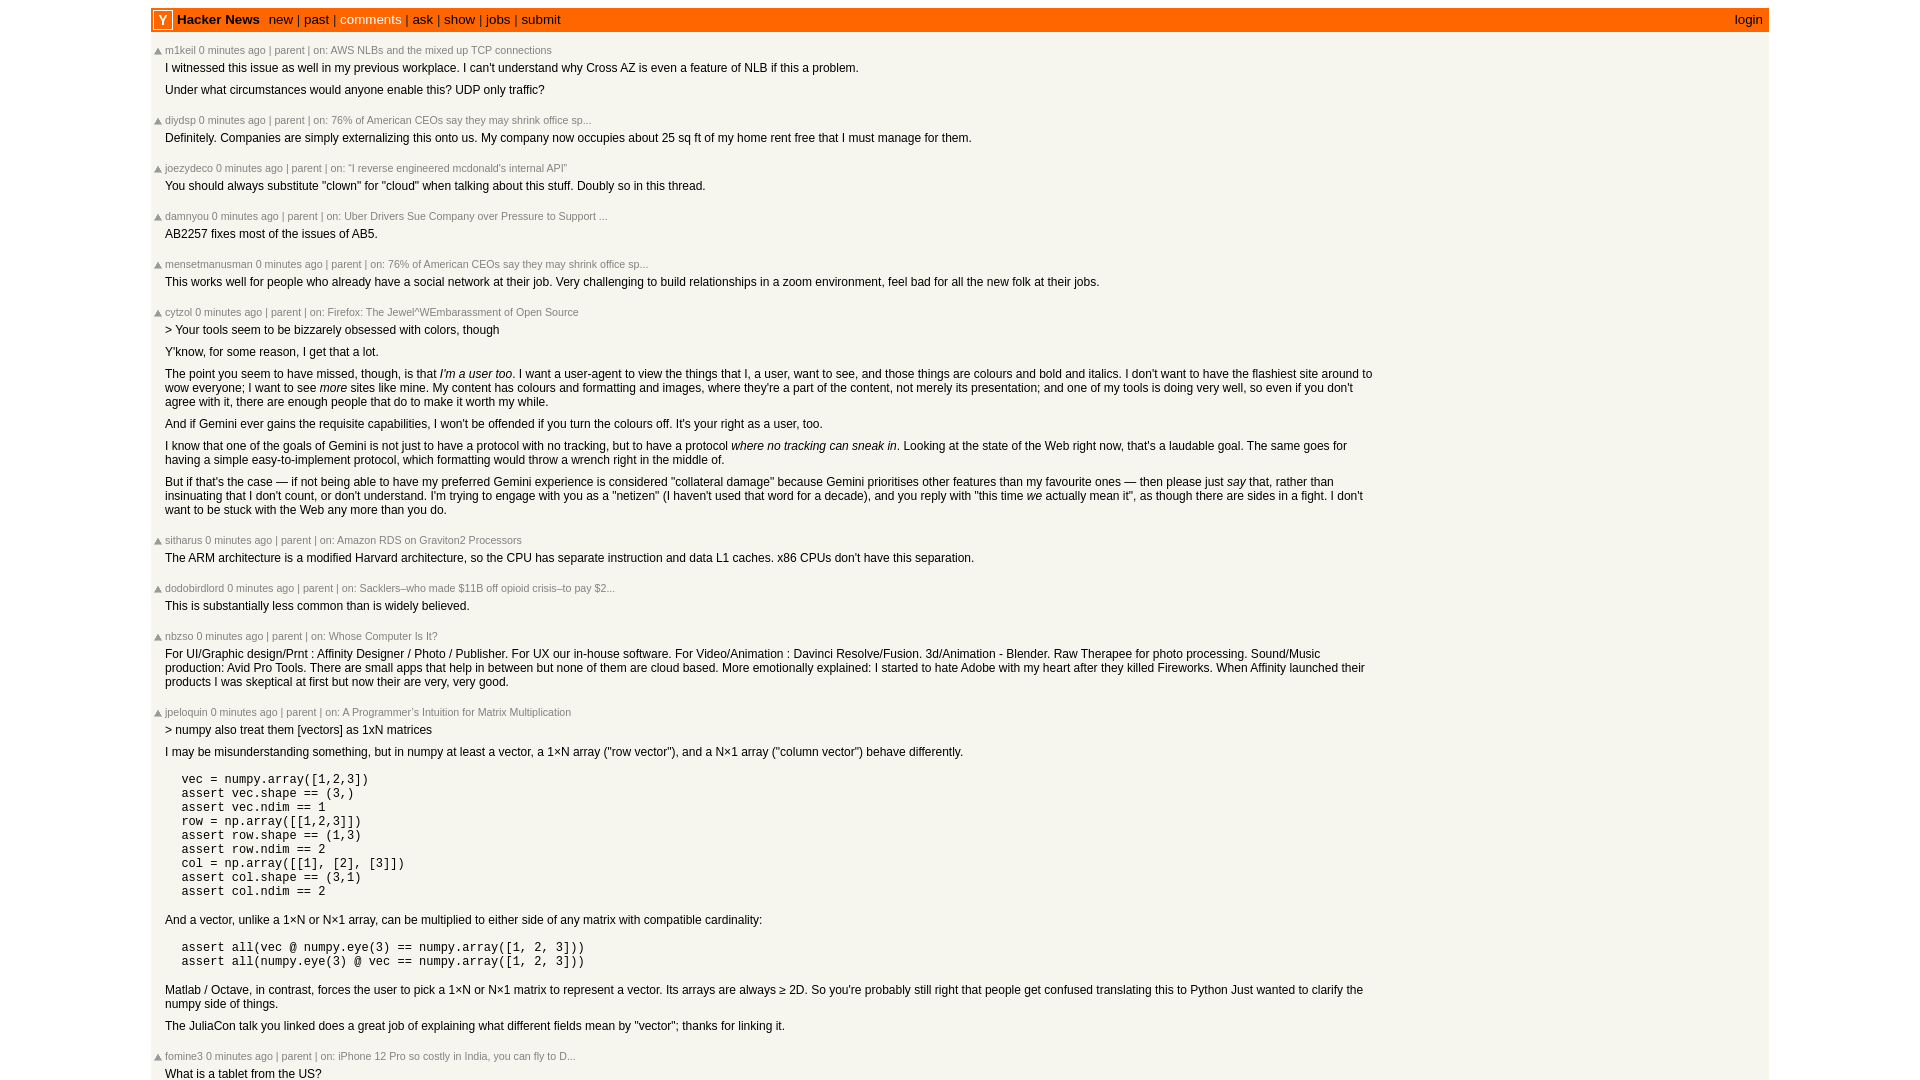 Y Hacker News new | past | comments | ask | show | jobs | submit login
m1keil 0 minutes ago | parent | on: AWS NLBs and the mixed up TCP connections
I witnessed this issue as well in my previous workplace. I can't understand why Cross AZ is even a feature of NLB if this a problem.
Under what circumstances would anyone enable this? UDP only traffic?
diydsp 0 minutes ago | parent | on: 76% of American CEOs say they may shrink office sp...
Definitely. Companies are simply externalizing this onto us. My company now occupies about 25 sq ft of my home rent free that I must manage for them.
joezydeco 0 minutes ago | parent | on: “I reverse engineered mcdonald's internal API”
You should always substitute "clown" for "cloud" when talking about this stuff. Doubly so in this thread.
damnyou 0 minutes ago | parent | on: Uber Drivers Sue Company over Pressure to Support ...
AB2257 fixes most of the issues of AB5.
mensetmanusman 0 minutes ago | parent | on: 76% of American CEOs say they may shrink office sp...
This works well for people who already have a social network at their job. Very challenging to build relationships in a zoom environment, feel bad for all the new folk at their jobs.
cytzol 0 minutes ago | parent | on: Firefox: The Jewel^WEmbarassment of Open Source
> Your tools seem to be bizzarely obsessed with colors, though
Y'know, for some reason, I get that a lot.
The point you seem to have missed, though, is that I'm a user too. I want a user-agent to view the things that I, a user, want to see, and those things are colours and bold and italics. I don't want to have the flashiest site around to
wow everyone; I want to see more sites like mine. My content has colours and formatting and images, where they're a part of the content, not merely its presentation; and one of my tools is doing very well, so even if you don't
agree with it, there are enough people that do to make it worth my while.
And if Gemini ever gains the requisite capabilities, I won't be offended if you turn the colours off. It's your right as a user, too.
I know that one of the goals of Gemini is not just to have a protocol with no tracking, but to have a protocol where no tracking can sneak in. Looking at the state of the Web right now, that's a laudable goal. The same goes for
having a simple easy-to-implement protocol, which formatting would throw a wrench right in the middle of.
But if that's the case — if not being able to have my preferred Gemini experience is considered "collateral damage" because Gemini prioritises other features than my favourite ones — then please just say that, rather than
insinuating that I don't count, or don't understand. I'm trying to engage with you as a "netizen" (I haven't used that word for a decade), and you reply with "this time we actually mean it", as though there are sides in a fight. I don't
want to be stuck with the Web any more than you do.
sitharus 0 minutes ago | parent | on: Amazon RDS on Graviton2 Processors
The ARM architecture is a modified Harvard architecture, so the CPU has separate instruction and data L1 caches. x86 CPUs don't have this separation.
dodobirdlord 0 minutes ago | parent | on: Sacklers–who made $11B off opioid crisis–to pay $2...
This is substantially less common than is widely believed.
nbzso 0 minutes ago | parent | on: Whose Computer Is It?
For UI/Graphic design/Prnt : Affinity Designer / Photo / Publisher. For UX our in-house software. For Video/Animation : Davinci Resolve/Fusion. 3d/Animation - Blender. Raw Therapee for photo processing. Sound/Music
production: Avid Pro Tools. There are small apps that help in between but none of them are cloud based. More emotionally explained: I started to hate Adobe with my heart after they killed Fireworks. When Affinity launched their
products I was skeptical at first but now their are very, very good.
jpeloquin 0 minutes ago | parent | on: A Programmer’s Intuition for Matrix Multiplication
> numpy also treat them [vectors] as 1xN matrices
I may be misunderstanding something, but in numpy at least a vector, a 1×N array ("row vector"), and a N×1 array ("column vector") behave differently.
vec = numpy.array([1,2,3])
assert vec.shape == (3,)
assert vec.ndim == 1
row = np.array([[1,2,3]])
assert row.shape == (1,3)
assert row.ndim == 2
col = np.array([[1], [2], [3]])
assert col.shape == (3,1)
assert col.ndim == 2
And a vector, unlike a 1×N or N×1 array, can be multiplied to either side of any matrix with compatible cardinality:
assert all(vec @ numpy.eye(3) == numpy.array([1, 2, 3]))
assert all(numpy.eye(3) @ vec == numpy.array([1, 2, 3]))
Matlab / Octave, in contrast, forces the user to pick a 1×N or N×1 matrix to represent a vector. Its arrays are always ≥ 2D. So you're probably still right that people get confused translating this to Python Just wanted to clarify the
numpy side of things.
The JuliaCon talk you linked does a great job of explaining what different fields mean by "vector"; thanks for linking it.
fomine3 0 minutes ago | parent | on: iPhone 12 Pro so costly in India, you can fly to D...
What is a tablet from the US?